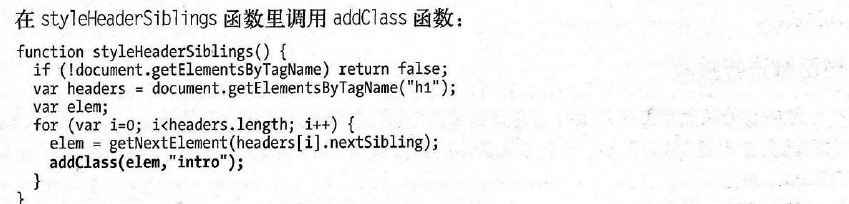 在 styleHeaderSiblings 函数里调用 addClass 函数：
function styleHeaderSiblings() {
  if (!document.getElementsByTagName) return false;
  var headers = document.getElementsByTagName("h1");
  var elem;
  for (var i=0; i<headers.length; i++) {
    elem = getNextElement(headers[i].nextSibling);
    addClass(elem,"intro");
  }
}